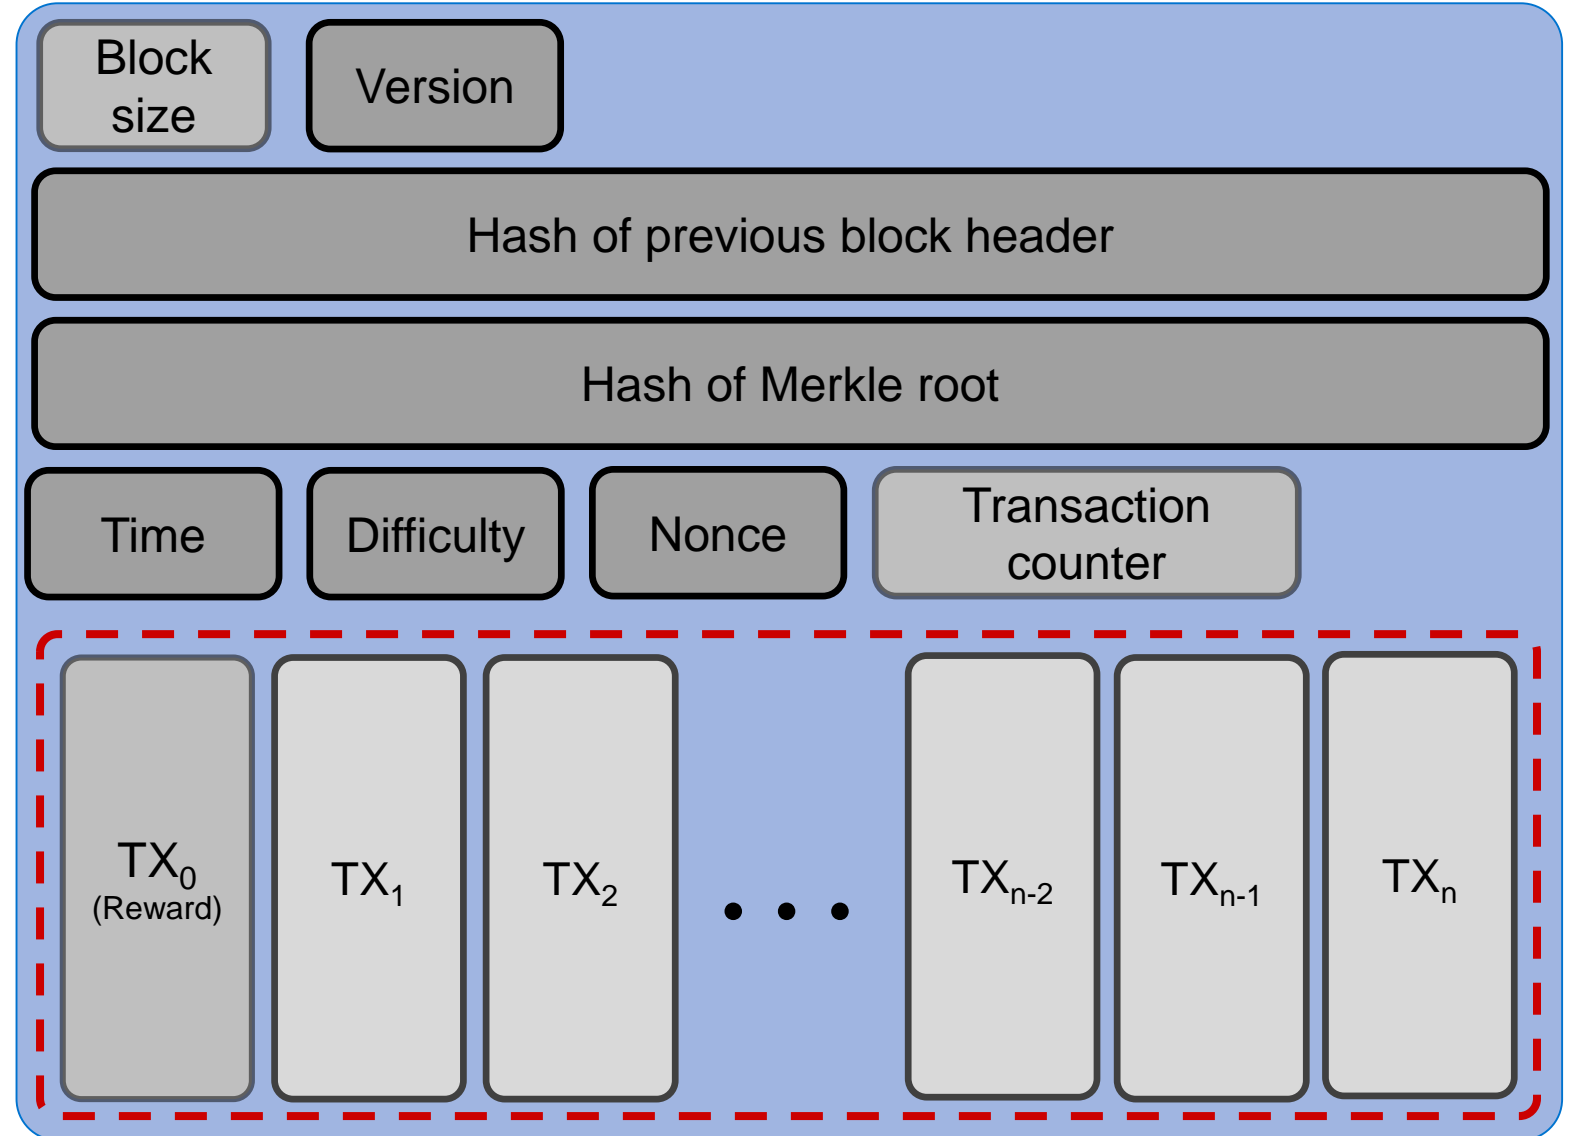 Block
size
Version
Hash of previous block header
Hash of Merkle root
Time
Difficulty
Nonce
Transaction
counter
TX0
(Reward)
TX1
TX2
. . .
TXn-2
TXn-1
TXn